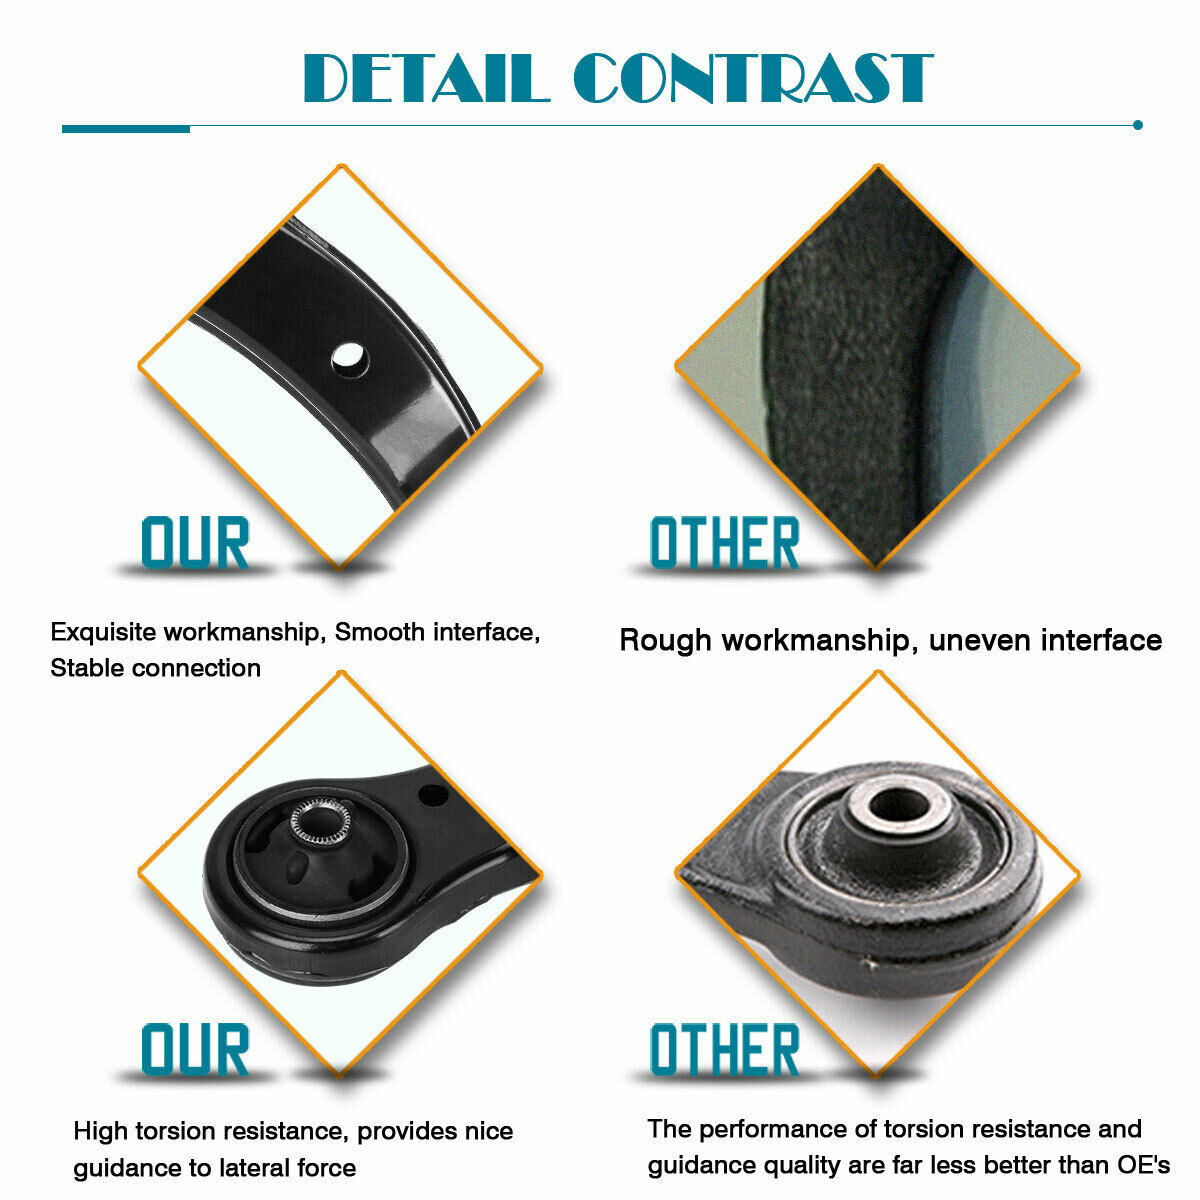 DETAIL CONTRAST
OUR
OTHER
Exquisite workmanship, Smooth interface,
Stable connection
Rough workmanship, uneven interface
OUR
OTHER
High torsion resistance, provides nice
guidance to lateral force
The performance of torsion resistance and
guidance quality are far less better than OE's